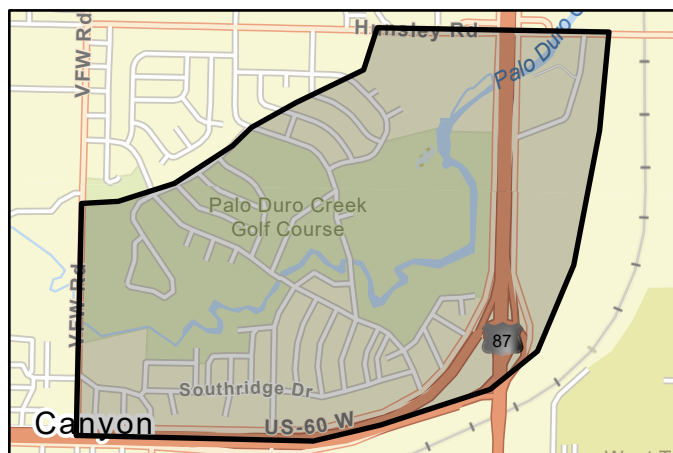 Hunsley Rd
VFW Rd
Palo Duro C
Palo Duro Creek
Golf Course
VFW Rd
87
Southridge Dr
Canyon
US-60 W
West T